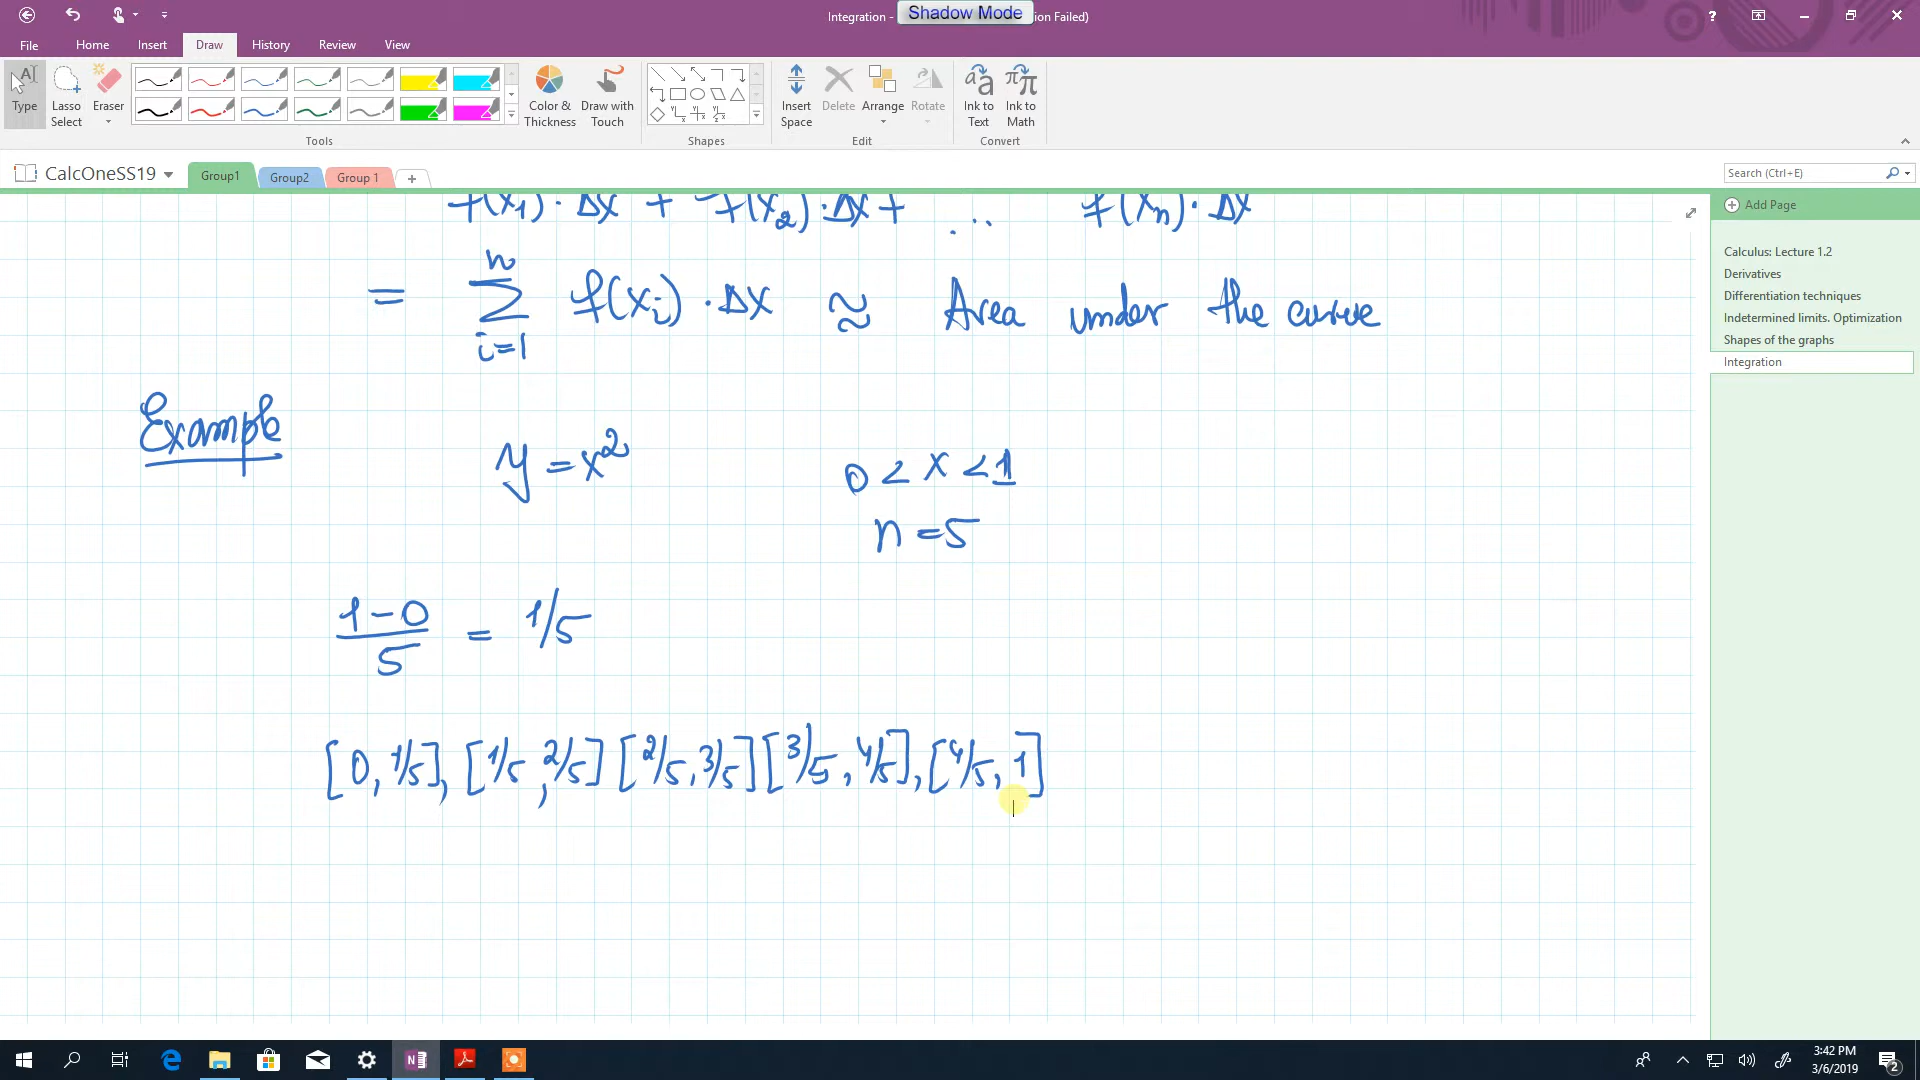 Integration - Shadow Mode ion Failed)
File Home Insert Draw History Review View
Type Lasso Select Eraser Color & Thickness Draw with Touch Insert Space Delete Arrange Rotate Ink to Text Ink to Math
Tools Shapes Edit Convert
CalcOneSS19 Group1 Group2 Group 1 Search (Ctrl+E)
Add Page
Calculus: Lecture 1.2
Derivatives
Differentiation techniques
Indetermined limits. Optimization
Shapes of the graphs
Integration
f(x₁)·Δx + f(x₂)·Δx + ... f(xₙ)·Δx
n
= ∑ f(xᵢ)·Δx ≈ Area under the curve
i=1
Example
y = x² 0 < x < 1
n = 5
1-0
5
= 1/5
[0, 1/5], [1/5, 2/5] [2/5, 3/5] [3/5, 4/5], [4/5, 1]
3:42 PM
3/6/2019
2